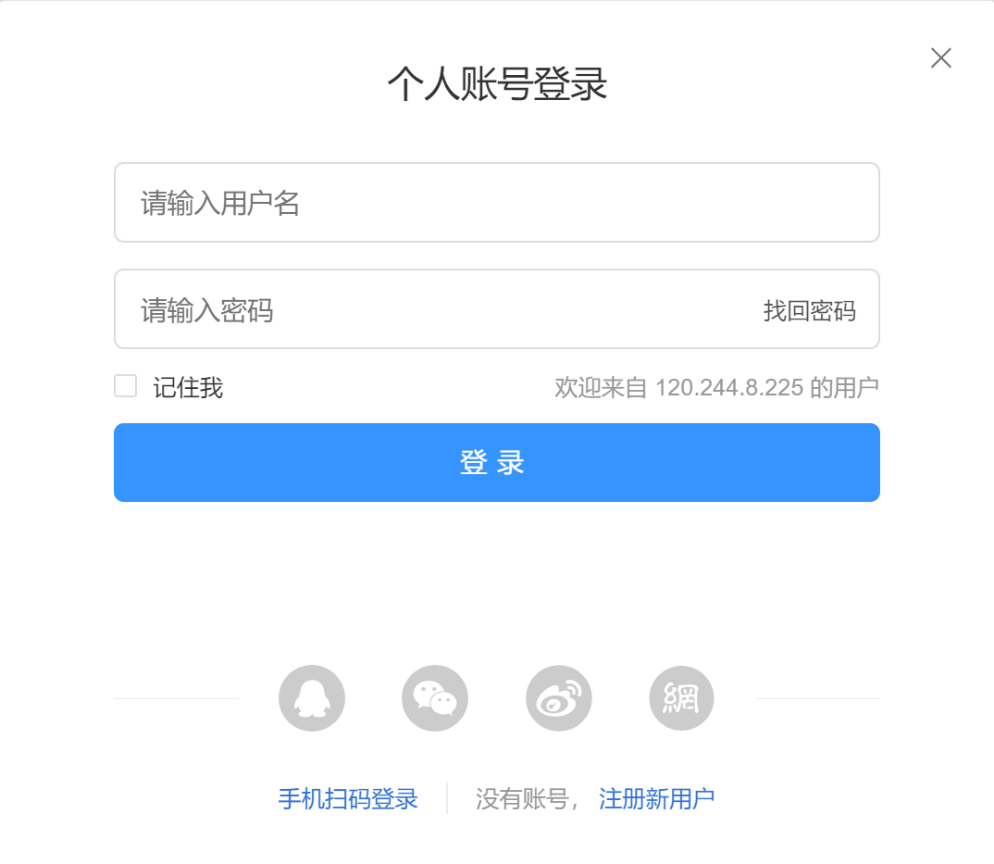 个人账号登录
请输入用户名
请输入密码 找回密码
记住我 欢迎来自 120.244.8.225 的用户
登 录
網
手机扫码登录 没有账号， 注册新用户